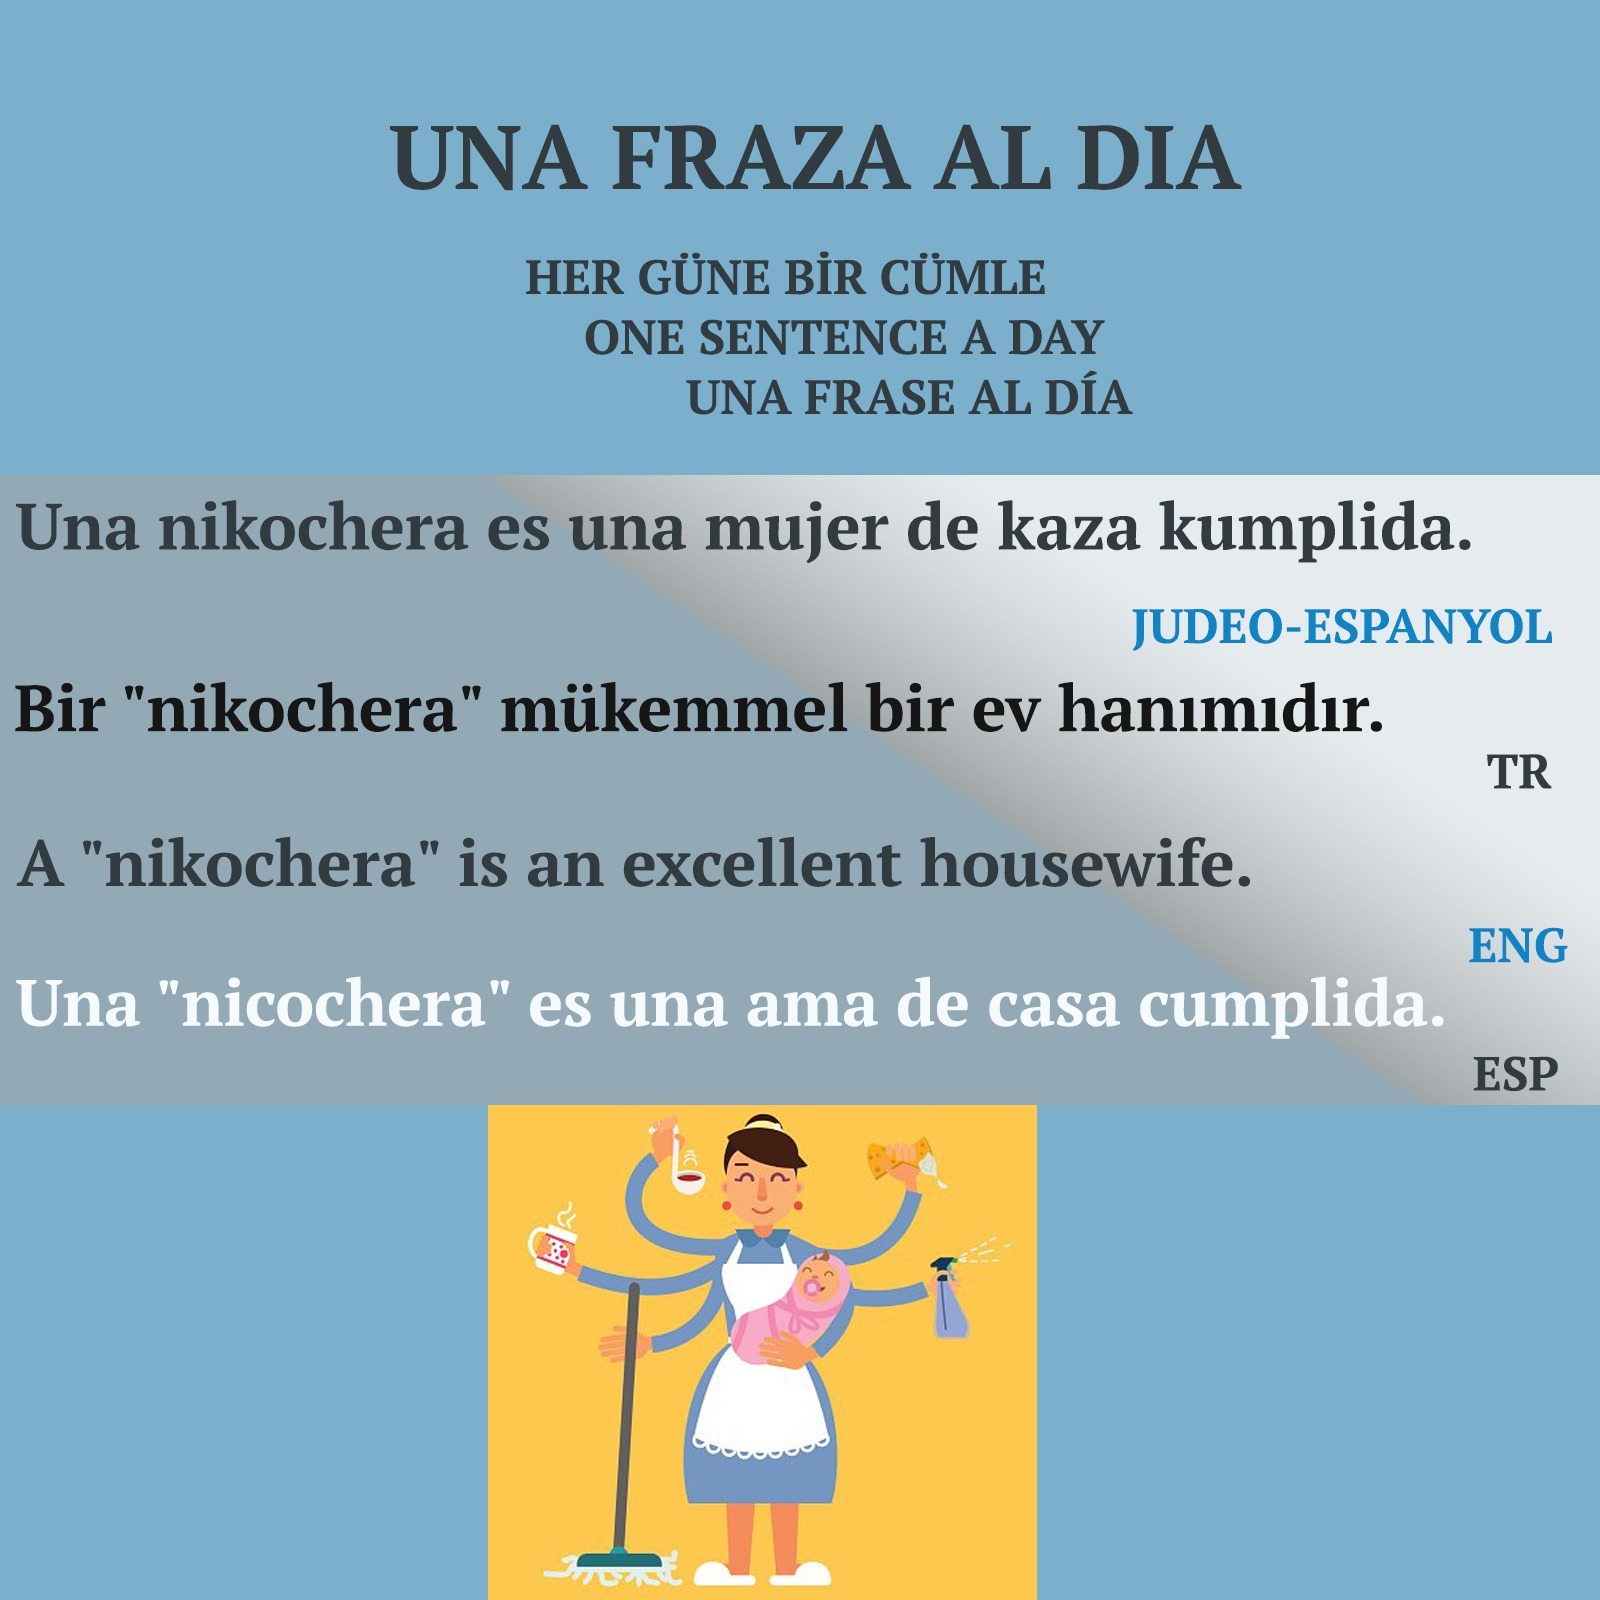 UNA FRAZA AL DIA
HER GÜNE BİR CÜMLE
ONE SENTENCE A DAY
UNA FRASE AL DÍA
Una nikochera es una mujer de kaza kumplida.
JUDEO-ESPANYOL
Bir "nikochera" mükemmel bir ev hanımıdır.
TR
A "nikochera" is an excellent housewife.
ENG
Una "nicochera" es una ama de casa cumplida.
ESP